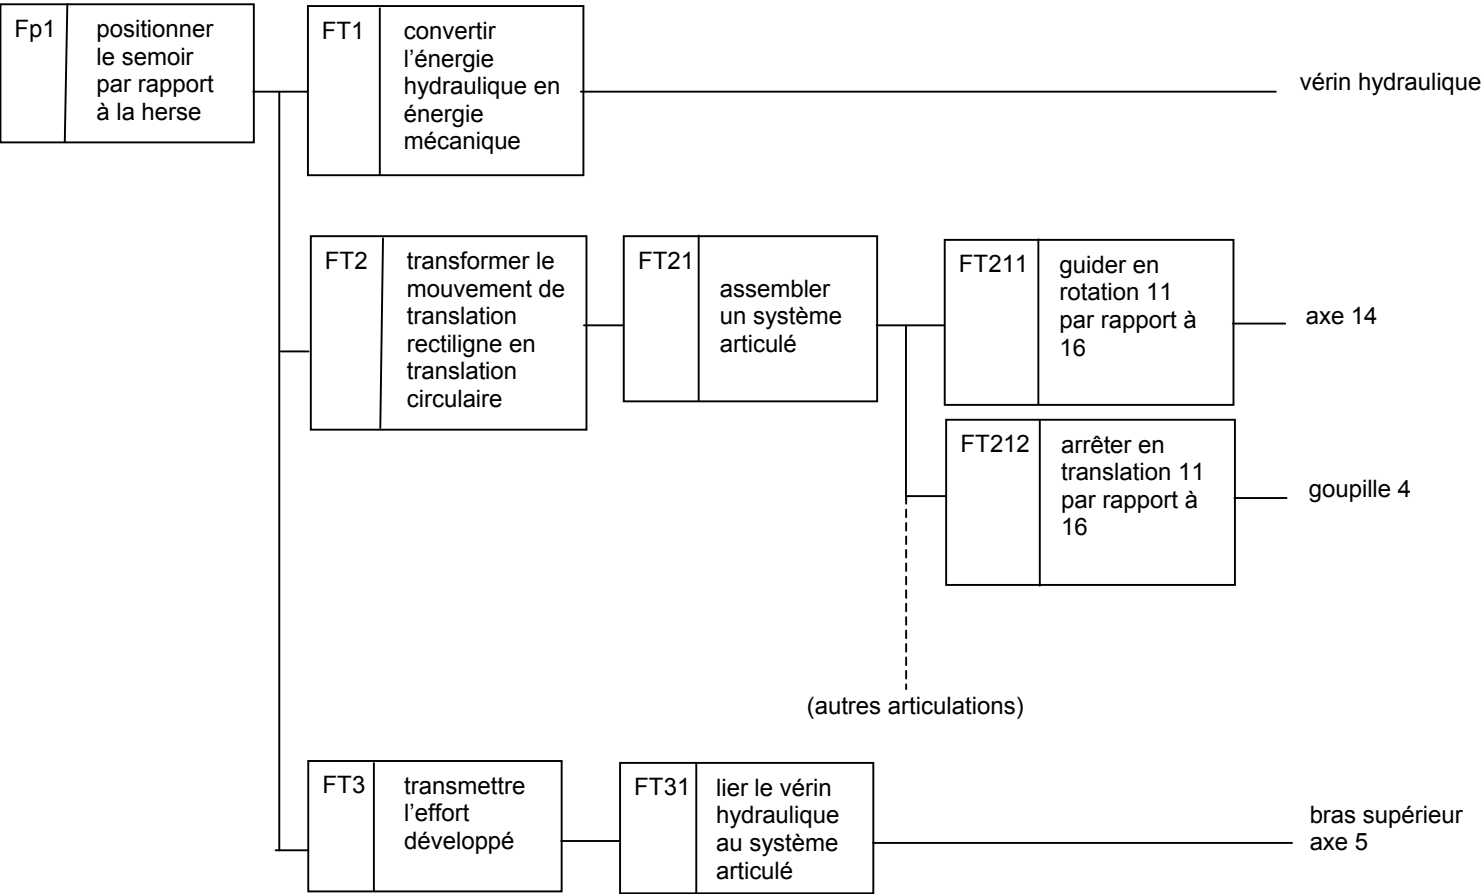 Fp1
positionner
le semoir
par rapport
à la herse
FT1
convertir
l’énergie
hydraulique en
énergie
mécanique
vérin hydraulique
FT2
transformer le
mouvement de
translation
rectiligne en
translation
circulaire
FT21
assembler
un système
articulé
FT211
guider en
rotation 11
par rapport à
16
axe 14
FT212
arrêter en
translation 11
par rapport à
16
goupille 4
(autres articulations)
FT3
transmettre
l’effort
développé
FT31
lier le vérin
hydraulique
au système
articulé
bras supérieur
axe 5